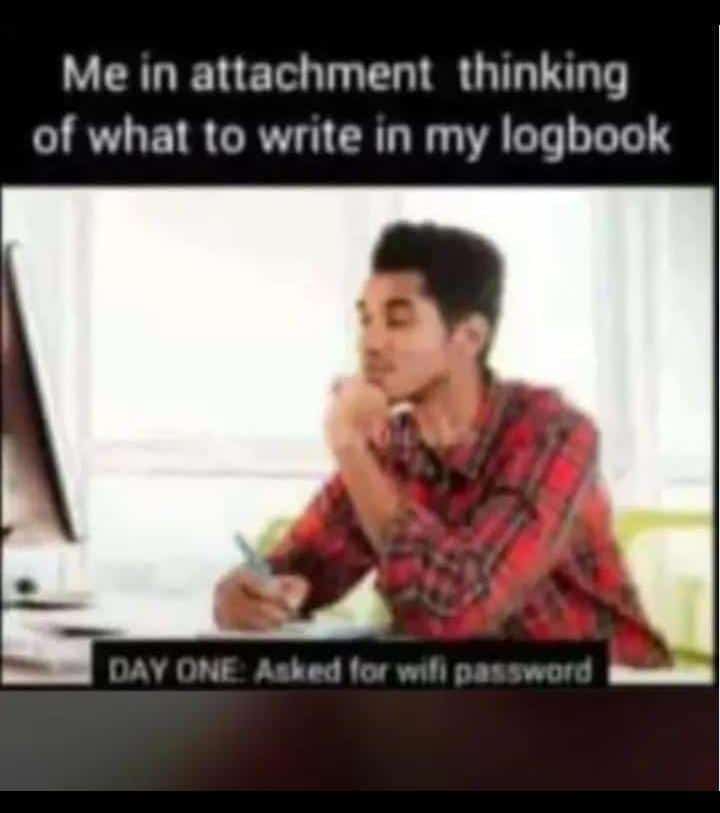 Me in attachment thinking
of what to write in my logbook
DAY ONE: Asked for wifi password